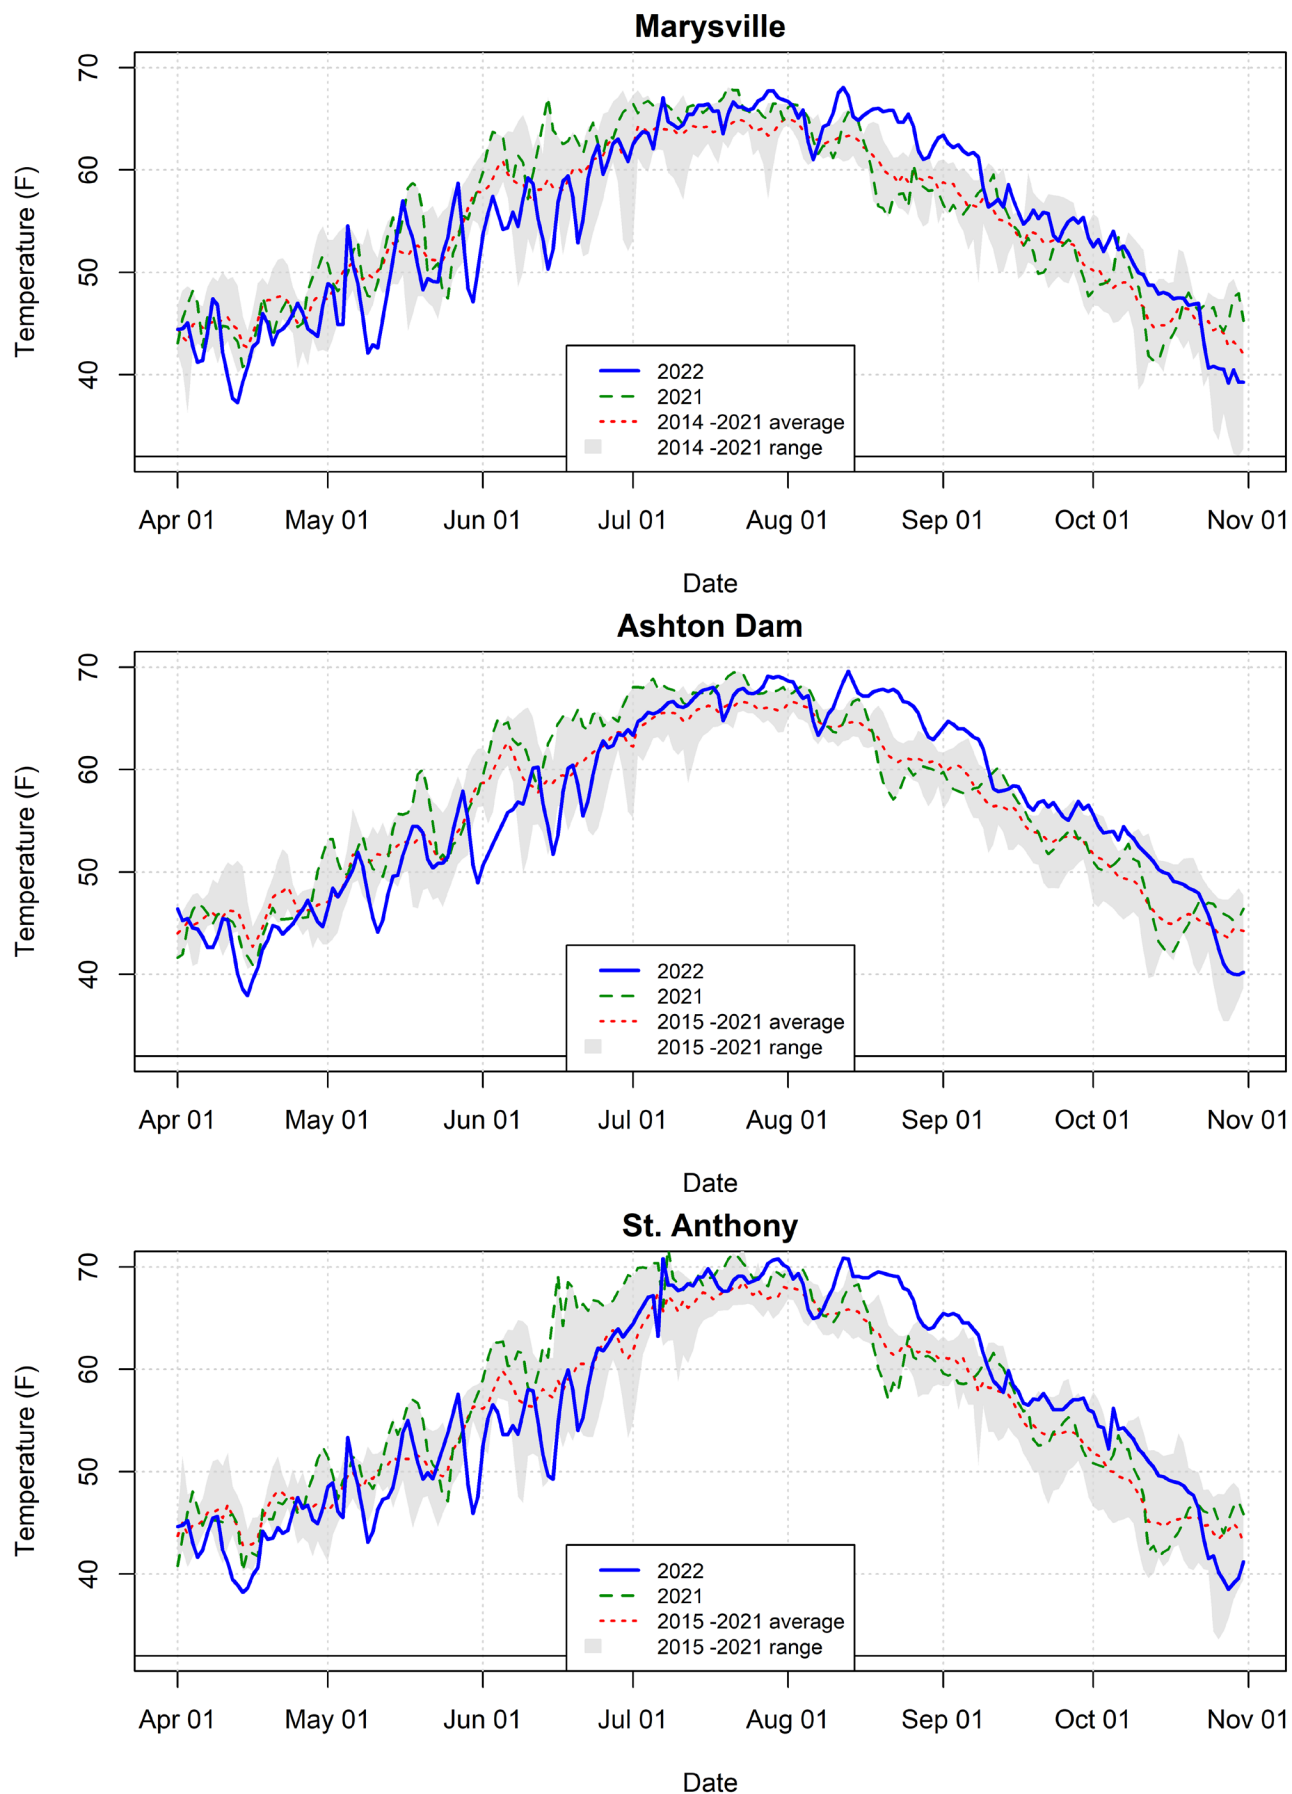 Marysville
Temperature (F)
70
60
50
40
2022
2021
2014 -2021 average
2014 -2021 range
Apr 01 May 01 Jun 01 Jul 01 Aug 01 Sep 01 Oct 01 Nov 01
Date
Ashton Dam
Temperature (F)
70
60
50
40
2022
2021
2015 -2021 average
2015 -2021 range
Apr 01 May 01 Jun 01 Jul 01 Aug 01 Sep 01 Oct 01 Nov 01
Date
St. Anthony
Temperature (F)
70
60
50
40
2022
2021
2015 -2021 average
2015 -2021 range
Apr 01 May 01 Jun 01 Jul 01 Aug 01 Sep 01 Oct 01 Nov 01
Date